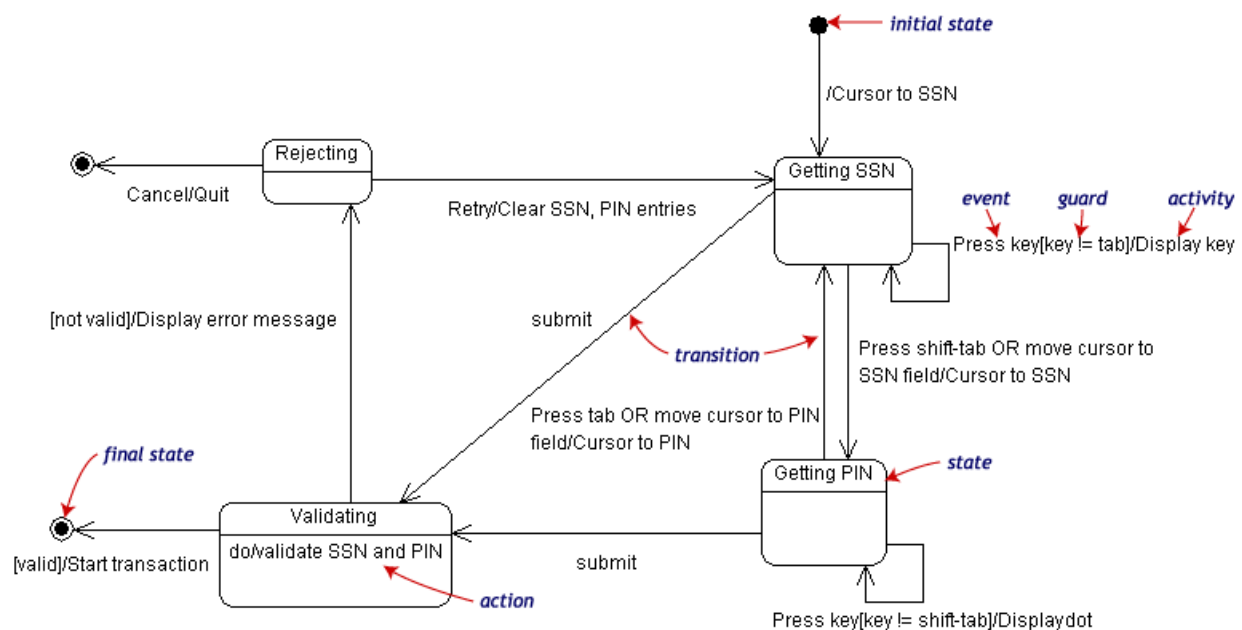 initial state
/Cursor to SSN
Rejecting
Getting SSN
Cancel/Quit
Retry/Clear SSN, PIN entries
event
guard
activity
Press key[key != tab]/Display key
[not valid]/Display error message
submit
transition
Press shift-tab OR move cursor to
SSN field/Cursor to SSN
Press tab OR move cursor to PIN
field/Cursor to PIN
final state
Getting PIN
state
Validating
do/validate SSN and PIN
[valid]/Start transaction
submit
action
Press key[key != shift-tab]/Displaydot